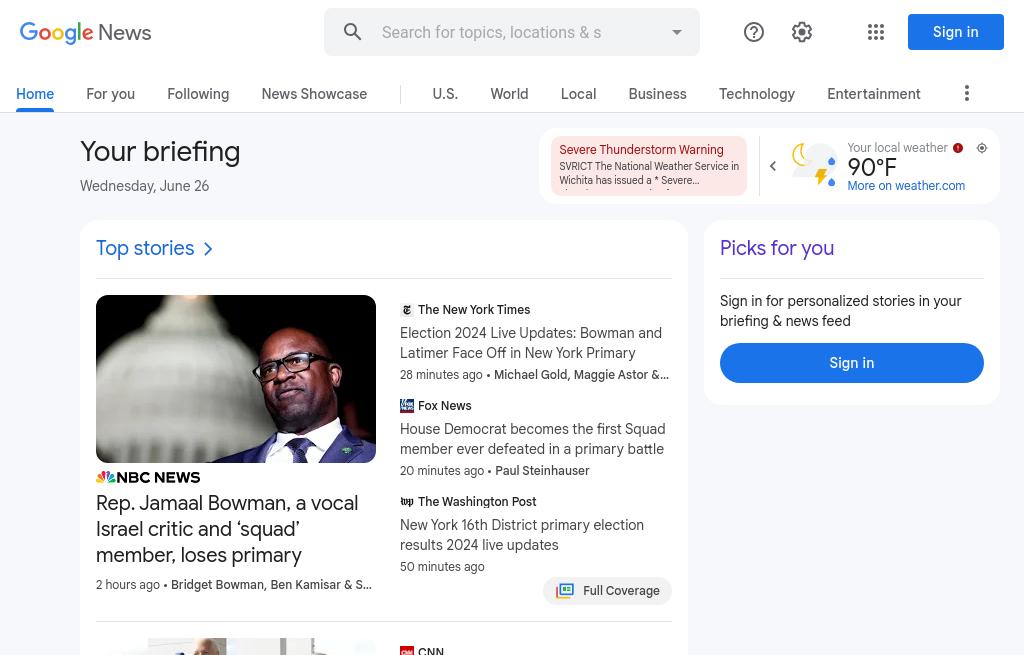 Google News
Search for topics, locations & s
Sign in
Home
For you
Following
News Showcase
U.S.
World
Local
Business
Technology
Entertainment
Your briefing
Wednesday, June 26
Severe Thunderstorm Warning
SVRICT The National Weather Service in
Wichita has issued a * Severe...
Your local weather
90°F
More on weather.com
Top stories
Picks for you
Sign in for personalized stories in your
briefing & news feed
Sign in
NBC NEWS
Rep. Jamaal Bowman, a vocal
Israel critic and ‘squad’
member, loses primary
2 hours ago • Bridget Bowman, Ben Kamisar & S...
The New York Times
Election 2024 Live Updates: Bowman and
Latimer Face Off in New York Primary
28 minutes ago • Michael Gold, Maggie Astor &...
Fox News
House Democrat becomes the first Squad
member ever defeated in a primary battle
20 minutes ago • Paul Steinhauser
The Washington Post
New York 16th District primary election
results 2024 live updates
50 minutes ago
Full Coverage
CNN